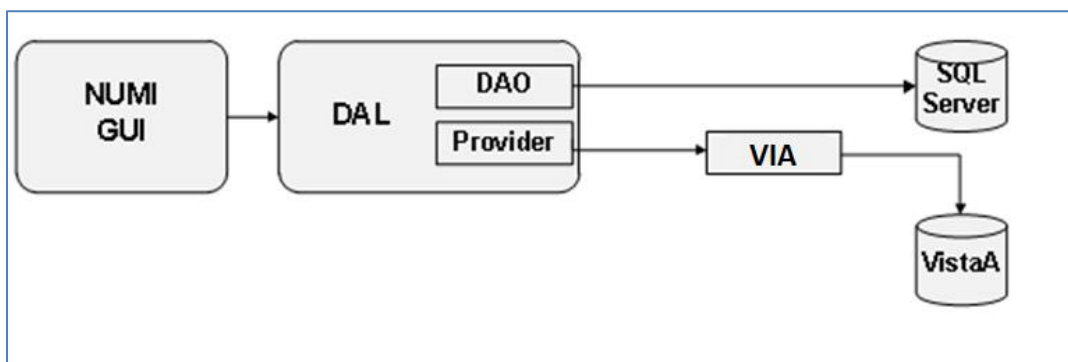 NUMI
GUI
DAL
DAO
Provider
VIA
SQL
Server
VistaA